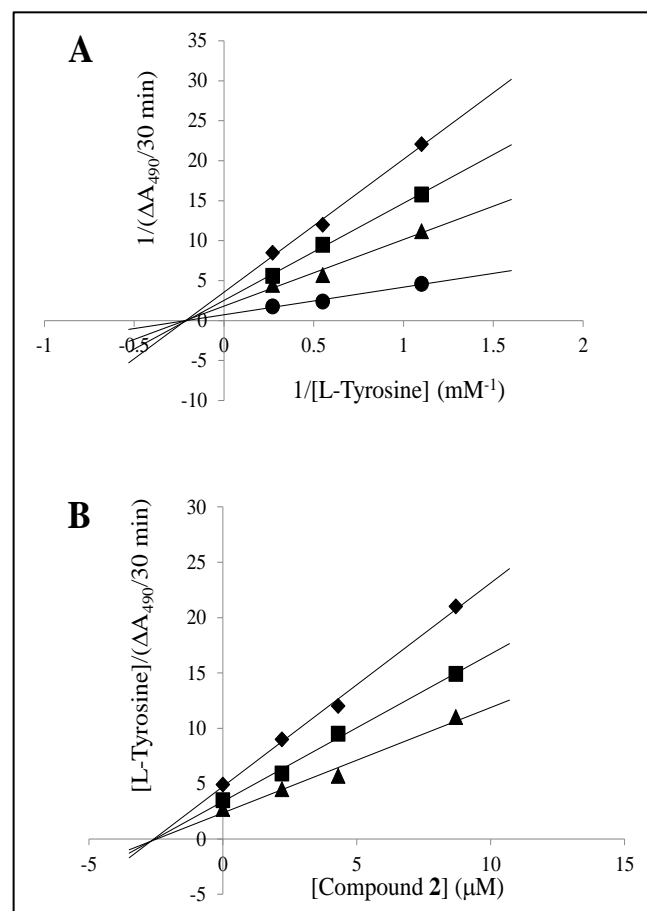 A
1/(ΔA490/30 min)
35
30
25
20
15
10
5
0
-5
-10
-1 -0.5 0 0.5 1 1.5 2
1/[L-Tyrosine] (mM-1)
B
[L-Tyrosine]/(ΔA490/30 min)
30
25
20
15
10
5
0
-5
-5 0 5 10 15
[Compound 2] (µM)